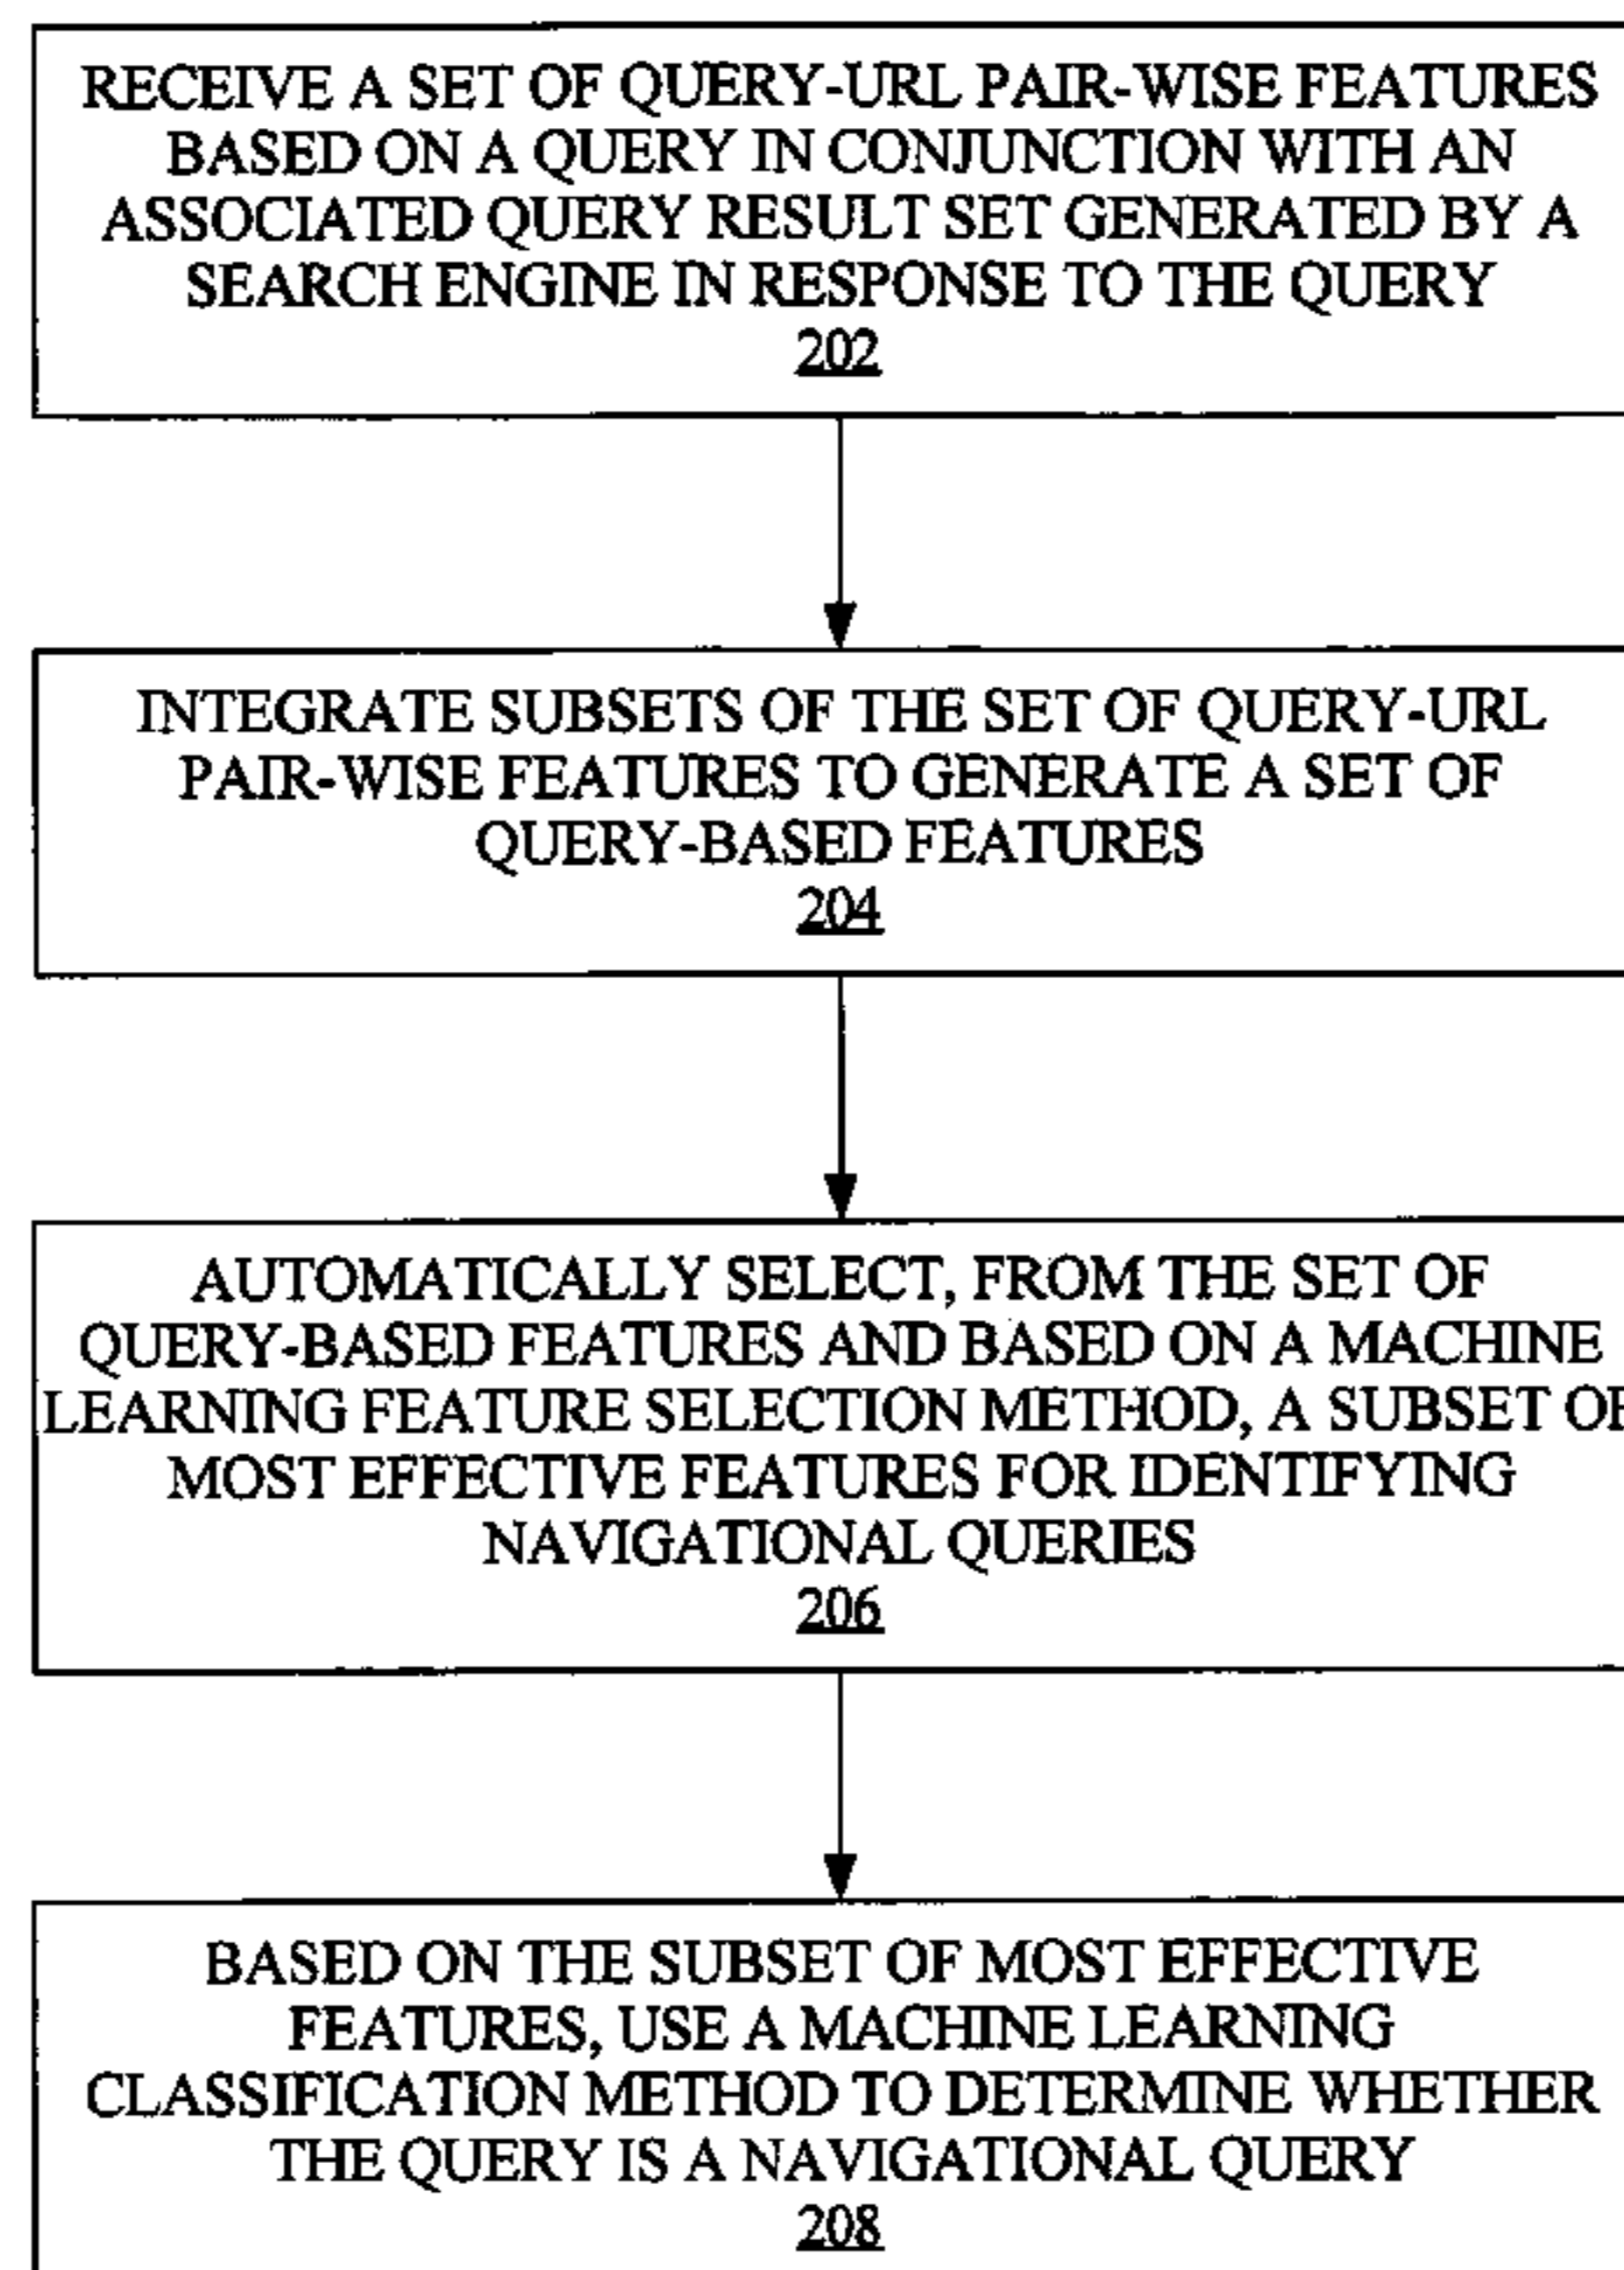 RECEIVE A SET OF QUERY-URL PAIR-WISE FEATURES
BASED ON A QUERY IN CONJUNCTION WITH AN
ASSOCIATED QUERY RESULT SET GENERATED BY A
SEARCH ENGINE IN RESPONSE TO THE QUERY
202
INTEGRATE SUBSETS OF THE SET OF QUERY-URL
PAIR-WISE FEATURES TO GENERATE A SET OF
QUERY-BASED FEATURES
204
AUTOMATICALLY SELECT, FROM THE SET OF
QUERY-BASED FEATURES AND BASED ON A MACHINE
LEARNING FEATURE SELECTION METHOD, A SUBSET OF
MOST EFFECTIVE FEATURES FOR IDENTIFYING
NAVIGATIONAL QUERIES
206
BASED ON THE SUBSET OF MOST EFFECTIVE
FEATURES, USE A MACHINE LEARNING
CLASSIFICATION METHOD TO DETERMINE WHETHER
THE QUERY IS A NAVIGATIONAL QUERY
208